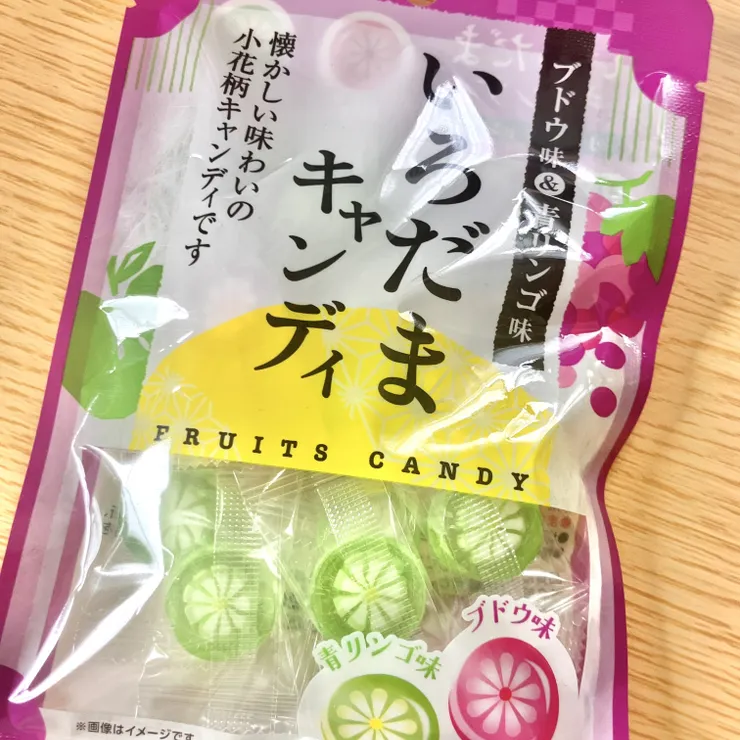 ブドウ味&青リンゴ味
いろだま
キャンディ
懐かしい味わいの
小花柄キャンディです
FRUITS CANDY
ブドウ味
青リンゴ味
※画像はイメージです